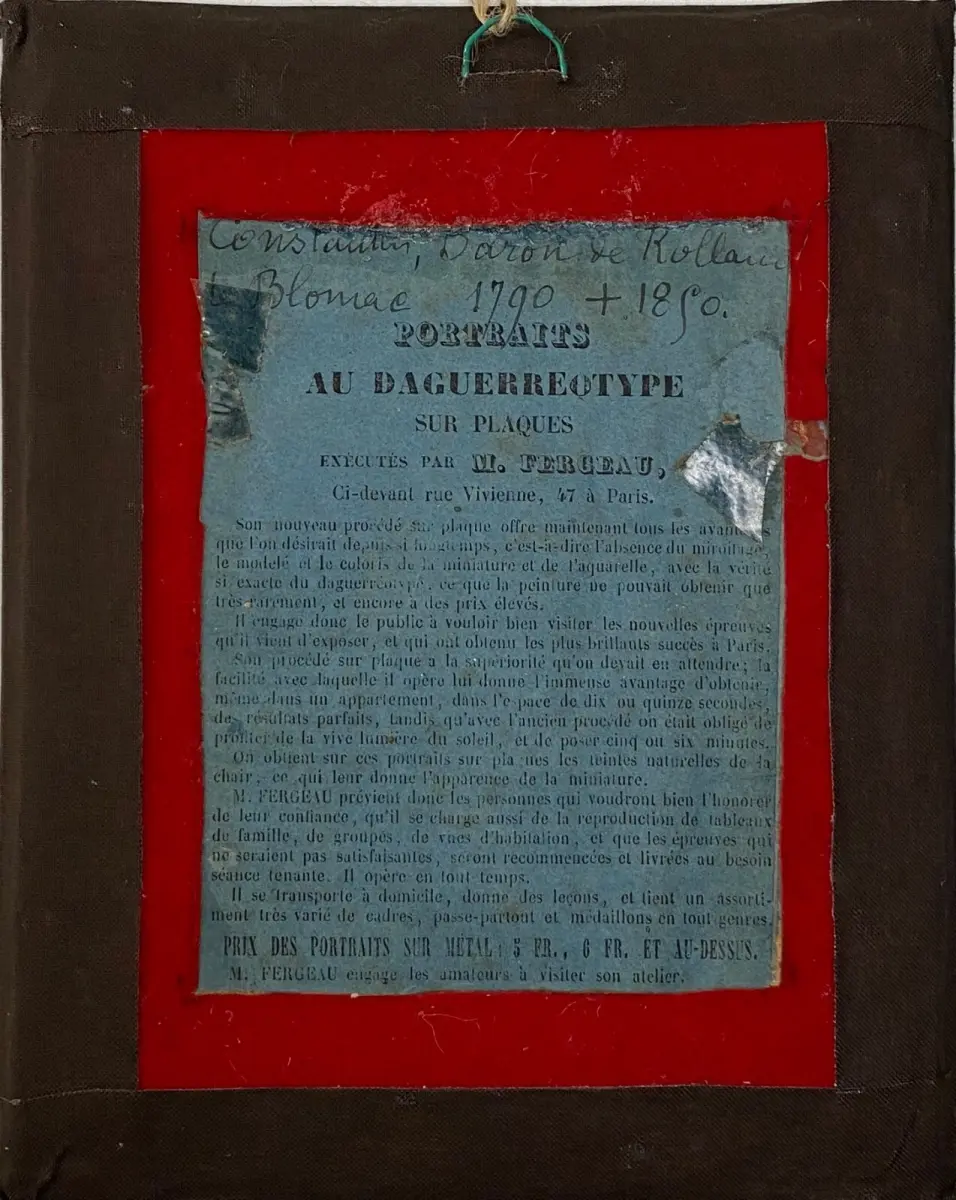 Constantin, Baron de Rolland
de Blomac 1790 + 1850.
PORTRAITS
AU DAGUERREOTYPE
SUR PLAQUES
EXÉCUTÉS PAR M. FERGEAU,
Ci-devant rue Vivienne, 47 à Paris.
Son nouveau procédé sur plaque offre maintenant tous les avantages
que l'on désirait depuis si longtemps, c'est-à-dire l'absence du miroitage,
le modelé et le coloris de la miniature et de l'aquarelle, avec la vérité
si exacte du daguerréotype, ce que la peinture ne pouvait obtenir que
très-rarement, et encore à des prix élevés.
Il engage donc le public à vouloir bien visiter les nouvelles épreuves
qu'il vient d'exposer, et qui ont obtenu les plus brillants succès à Paris.
Son procédé sur plaque a la supériorité qu'on devait en attendre; la
facilité avec laquelle il opère lui donne l'immense avantage d'obtenir,
même dans un appartement, dans l'espace de dix ou quinze secondes,
des résultats parfaits, tandis qu'avec l'ancien procédé on était obligé de
profiter de la vive lumière du soleil, et de poser cinq ou six minutes.
On obtient sur ces portraits sur plaques les teintes naturelles de la
chair, ce qui leur donne l'apparence de la miniature.
M. FERGEAU prévient donc les personnes qui voudront bien l'honorer
de leur confiance, qu'il se charge aussi de la reproduction de tableaux
de famille, de groupes, de vues d'habitation, et que les épreuves qui
ne seraient pas satisfaisantes, seront recommencées et livrées au besoin
séance tenante. Il opère en tout temps.
Il se transporte à domicile, donne des leçons, et tient un assorti-
ment très varié de cadres, passe-partout et médaillons en tout genres.
PRIX DES PORTRAITS SUR MÉTAL: 5 FR., 6 FR. ET AU-DESSUS.
M. FERGEAU engage les amateurs à visiter son atelier.